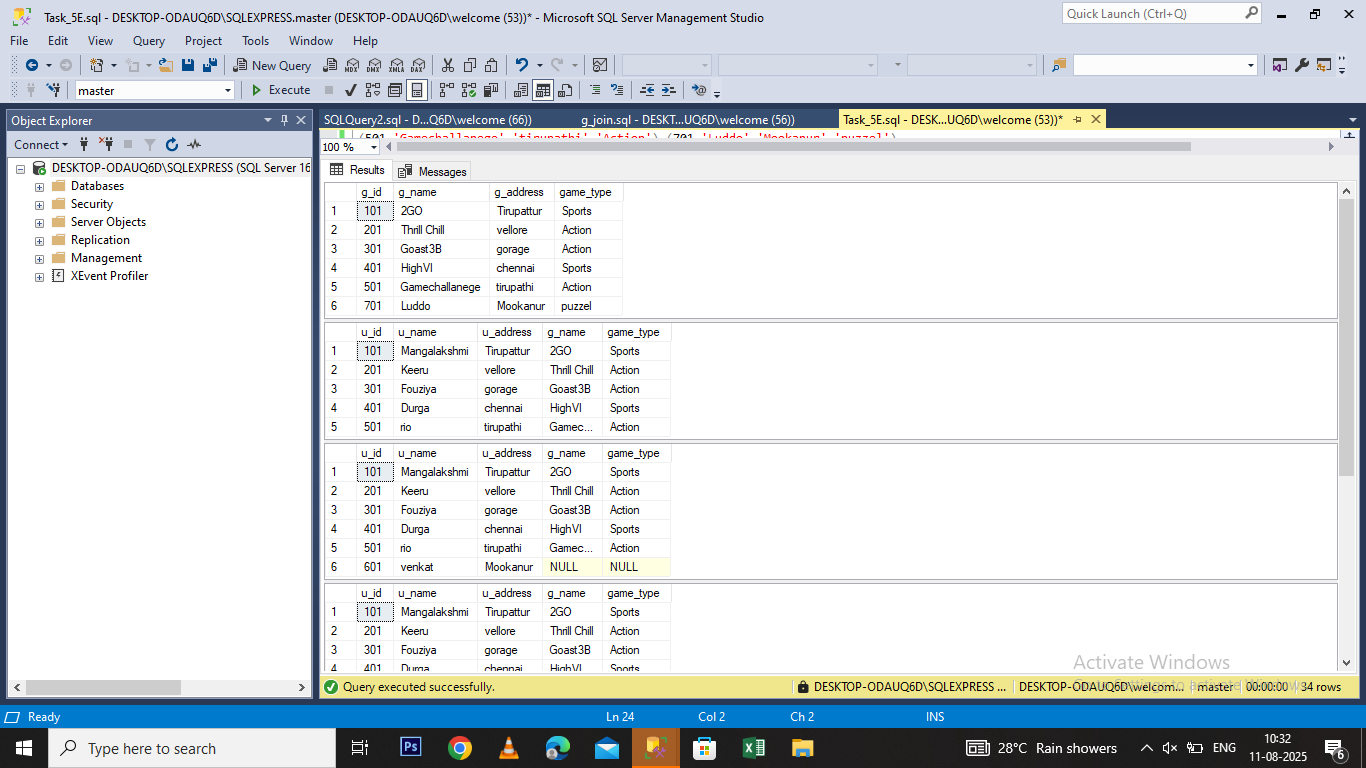 Task_5E.sql - DESKTOP-ODAUQ6D\SQLEXPRESS.master (DESKTOP-ODAUQ6D\welcome (53))* - Microsoft SQL Server Management Studio
Quick Launch (Ctrl+Q)
File Edit View Query Project Tools Window Help
New Query MDX DMX XMLA DAX
master Execute
Object Explorer
SQLQuery2.sql - D...Q6D\welcome (66)) g_join.sql - DESKT...UQ6D\welcome (56)) Task_5E.sql - DESK...UQ6D\welcome (53))*
(501,'Gamechallanege','tirupathi','Action'),(701,'Luddo','Mookanur','puzzel')
Connect
100 %
DESKTOP-ODAUQ6D\SQLEXPRESS (SQL Server 16
Databases
Security
Server Objects
Replication
Management
XEvent Profiler
Results Messages
g_id g_name g_address game_type
1 101 2GO Tirupattur Sports
2 201 Thrill Chill vellore Action
3 301 Goast3B gorage Action
4 401 HighVI chennai Sports
5 501 Gamechallanege tirupathi Action
6 701 Luddo Mookanur puzzel
u_id u_name u_address g_name game_type
1 101 Mangalakshmi Tirupattur 2GO Sports
2 201 Keeru vellore Thrill Chill Action
3 301 Fouziya gorage Goast3B Action
4 401 Durga chennai HighVI Sports
5 501 rio tirupathi Gamec... Action
u_id u_name u_address g_name game_type
1 101 Mangalakshmi Tirupattur 2GO Sports
2 201 Keeru vellore Thrill Chill Action
3 301 Fouziya gorage Goast3B Action
4 401 Durga chennai HighVI Sports
5 501 rio tirupathi Gamec... Action
6 601 venkat Mookanur NULL NULL
u_id u_name u_address g_name game_type
1 101 Mangalakshmi Tirupattur 2GO Sports
2 201 Keeru vellore Thrill Chill Action
3 301 Fouziya gorage Goast3B Action
4 401 Durga chennai HighVI Sports
Activate Windows
Go to Settings to activate Windows.
Query executed successfully. DESKTOP-ODAUQ6D\SQLEXPRESS ... DESKTOP-ODAUQ6D\welcom... master 00:00:00 34 rows
Ready Ln 24 Col 2 Ch 2 INS
Type here to search Ps 28°C Rain showers ENG 10:32
11-08-2025 6